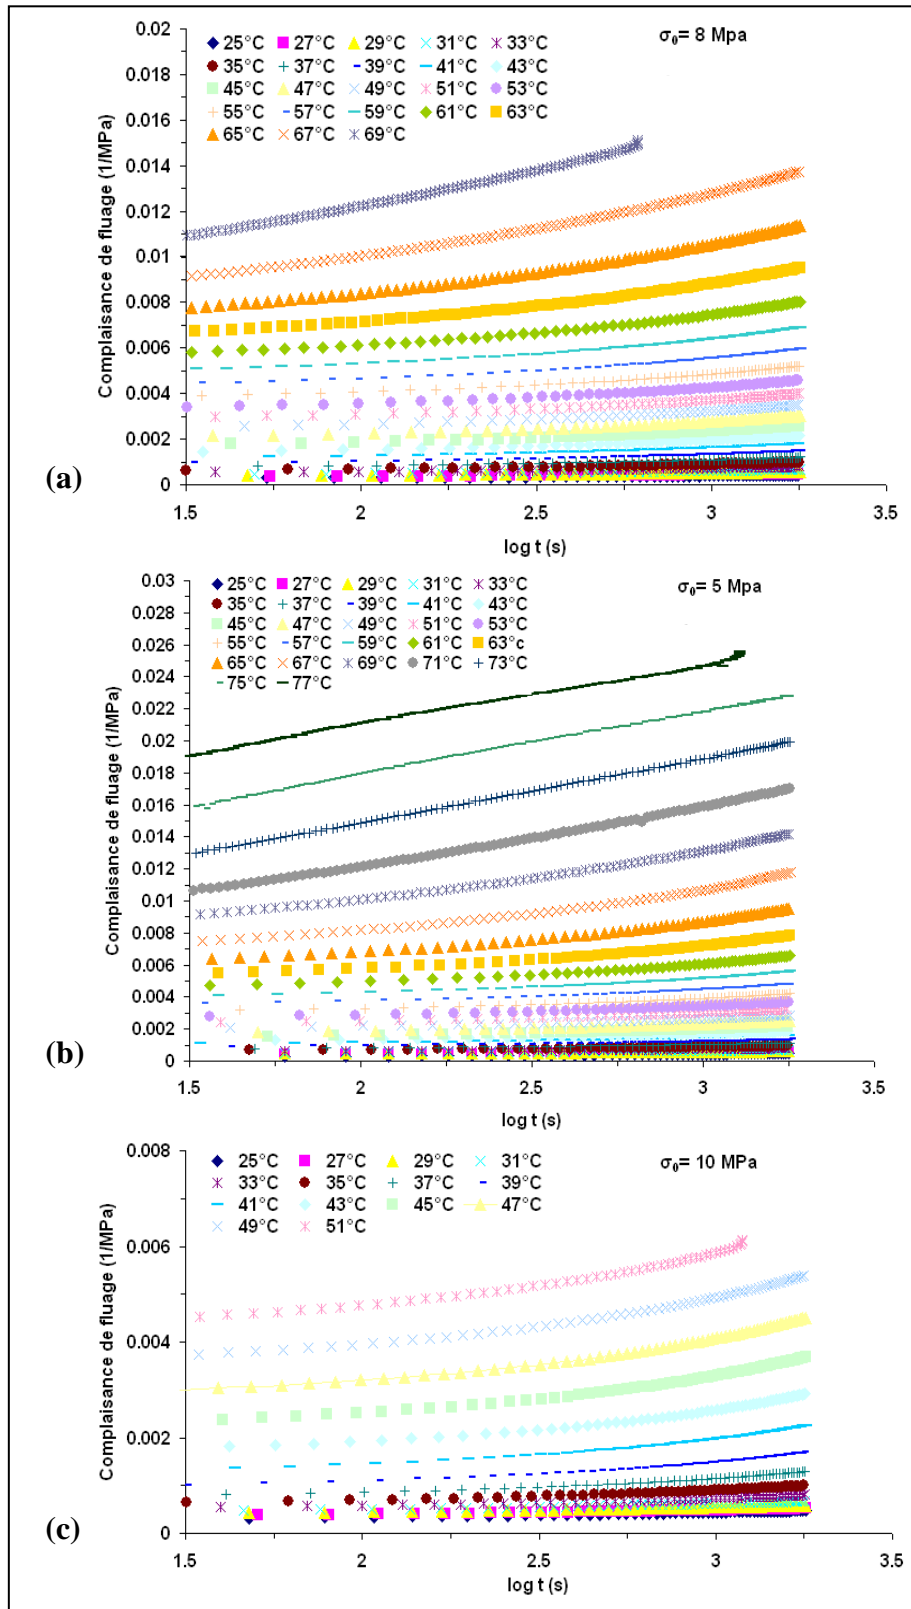 σ₀= 8 Mpa
25°C 27°C 29°C 31°C 33°C
35°C 37°C 39°C 41°C 43°C
45°C 47°C 49°C 51°C 53°C
55°C 57°C 59°C 61°C 63°C
65°C 67°C 69°C
Complaisance de fluage (1/MPa)
0.02
0.018
0.016
0.014
0.012
0.01
0.008
0.006
0.004
0.002
0
(a)
1.5 2 2.5 3 3.5
log t (s)
σ₀= 5 Mpa
25°C 27°C 29°C 31°C 33°C
35°C 37°C 39°C 41°C 43°C
45°C 47°C 49°C 51°C 53°C
55°C 57°C 59°C 61°C 63°c
65°C 67°C 69°C 71°C 73°C
75°C 77°C
Complaisance de fluage (1/MPa)
0.03
0.028
0.026
0.024
0.022
0.02
0.018
0.016
0.014
0.012
0.01
0.008
0.006
0.004
0.002
0
(b)
1.5 2 2.5 3 3.5
log t (s)
σ₀= 10 MPa
25°C 27°C 29°C 31°C
33°C 35°C 37°C 39°C
41°C 43°C 45°C 47°C
49°C 51°C
Complaisance de fluage (1/MPa)
0.008
0.006
0.004
0.002
0
(c)
1.5 2 2.5 3 3.5
log t (s)